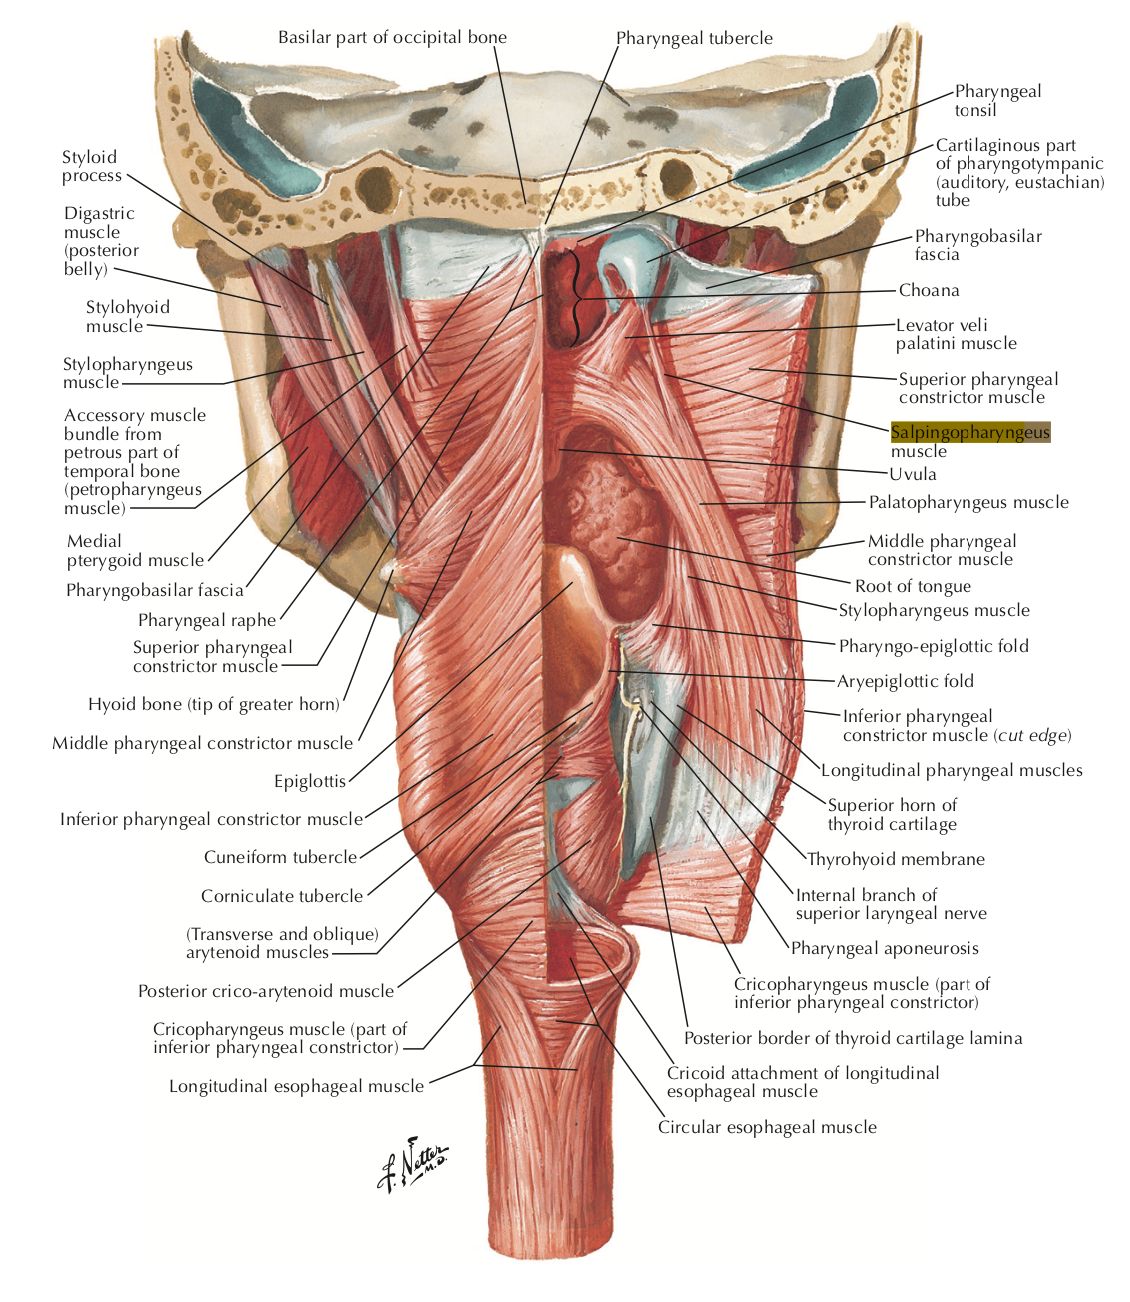 Basilar part of occipital bone
Pharyngeal tubercle
Styloid
process
Digastric
muscle
(posterior
belly)
Stylohyoid
muscle
Stylopharyngeus
muscle
Accessory muscle
bundle from
petrous part of
temporal bone
(petropharyngeus
muscle)
Medial
pterygoid muscle
Pharyngobasilar fascia
Pharyngeal raphe
Superior pharyngeal
constrictor muscle
Hyoid bone (tip of greater horn)
Middle pharyngeal constrictor muscle
Epiglottis
Inferior pharyngeal constrictor muscle
Cuneiform tubercle
Corniculate tubercle
(Transverse and oblique)
arytenoid muscles
Posterior crico-arytenoid muscle
Cricopharyngeus muscle (part of
inferior pharyngeal constrictor)
Longitudinal esophageal muscle
Pharyngeal
tonsil
Cartilaginous part
of pharyngotympanic
(auditory, eustachian)
tube
Pharyngobasilar
fascia
Choana
Levator veli
palatini muscle
Superior pharyngeal
constrictor muscle
Salpingopharyngeus
muscle
Uvula
Palatopharyngeus muscle
Middle pharyngeal
constrictor muscle
Root of tongue
Stylopharyngeus muscle
Pharyngo-epiglottic fold
Aryepiglottic fold
Inferior pharyngeal
constrictor muscle (cut edge)
Longitudinal pharyngeal muscles
Superior horn of
thyroid cartilage
Thyrohyoid membrane
Internal branch of
superior laryngeal nerve
Pharyngeal aponeurosis
Cricopharyngeus muscle (part of
inferior pharyngeal constrictor)
Posterior border of thyroid cartilage lamina
Cricoid attachment of longitudinal
esophageal muscle
Circular esophageal muscle
F. Netter
M.D.